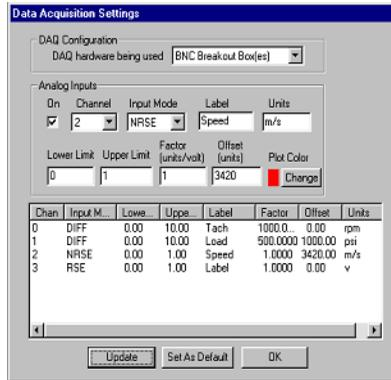 Data Acquisition Settings
DAQ Configuration
DAQ hardware being used BNC Breakout Box(es)
Analog Inputs
On Channel Input Mode Label Units
2 NRSE Speed m/s
Lower Limit Upper Limit Factor (units/volt) Offset (units) Plot Color
0 1 1 3420 Change
Chan Input M... Lowe... Uppe... Label Factor Offset Units
0 DIFF 0.00 10.00 Tach 1000.0... 0.00 rpm
1 DIFF 0.00 10.00 Load 500.0000 1000.00 psi
2 NRSE 0.00 1.00 Speed 1.0000 3420.00 m/s
3 RSE 0.00 1.00 Label 1.0000 0.00 v
Update Set As Default OK